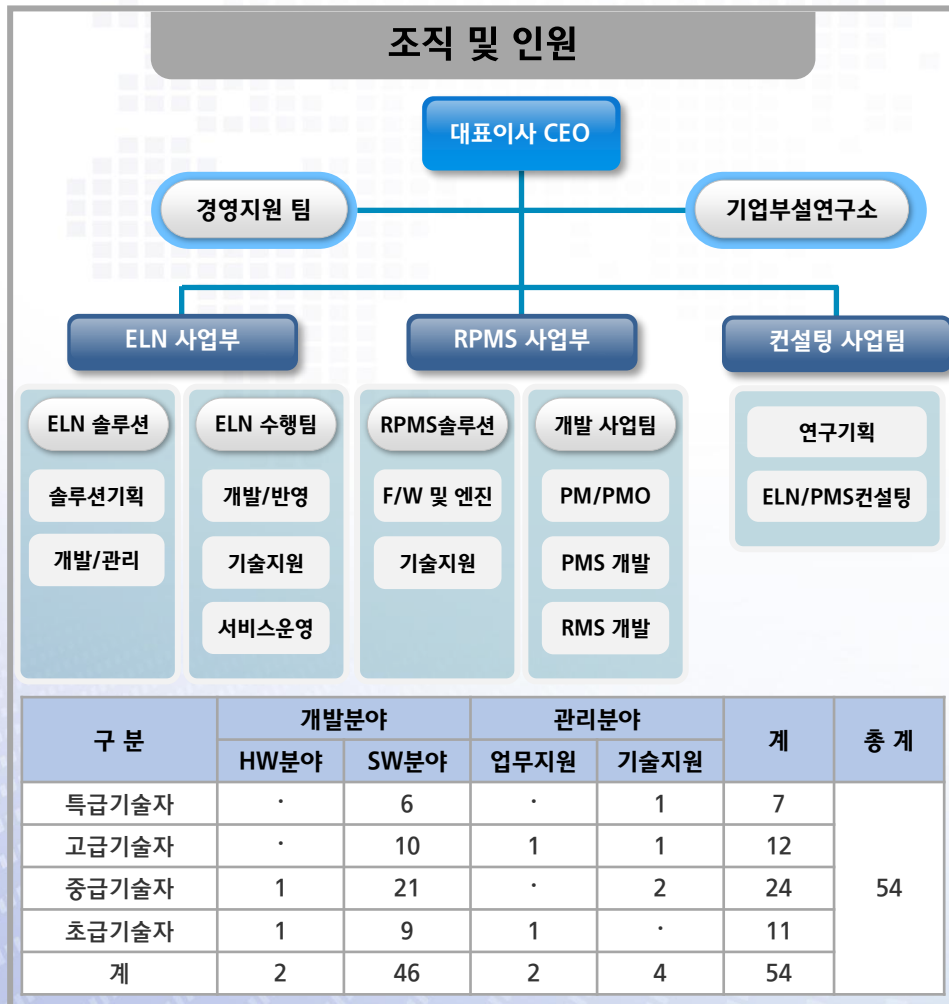 조직 및 인원
대표이사 CEO
경영지원 팀
기업부설연구소
ELN 사업부
RPMS 사업부
컨설팅 사업팀
ELN 솔루션
솔루션기획
개발/관리
ELN 수행팀
개발/반영
기술지원
서비스운영
RPMS솔루션
F/W 및 엔진
기술지원
개발 사업팀
PM/PMO
PMS 개발
RMS 개발
연구기획
ELN/PMS컨설팅
구 분 개발분야 관리분야 계 총 계
HW분야 SW분야 업무지원 기술지원
특급기술자 · 6 · 1 7
고급기술자 · 10 1 1 12
중급기술자 1 21 · 2 24 54
초급기술자 1 9 1 · 11
계 2 46 2 4 54